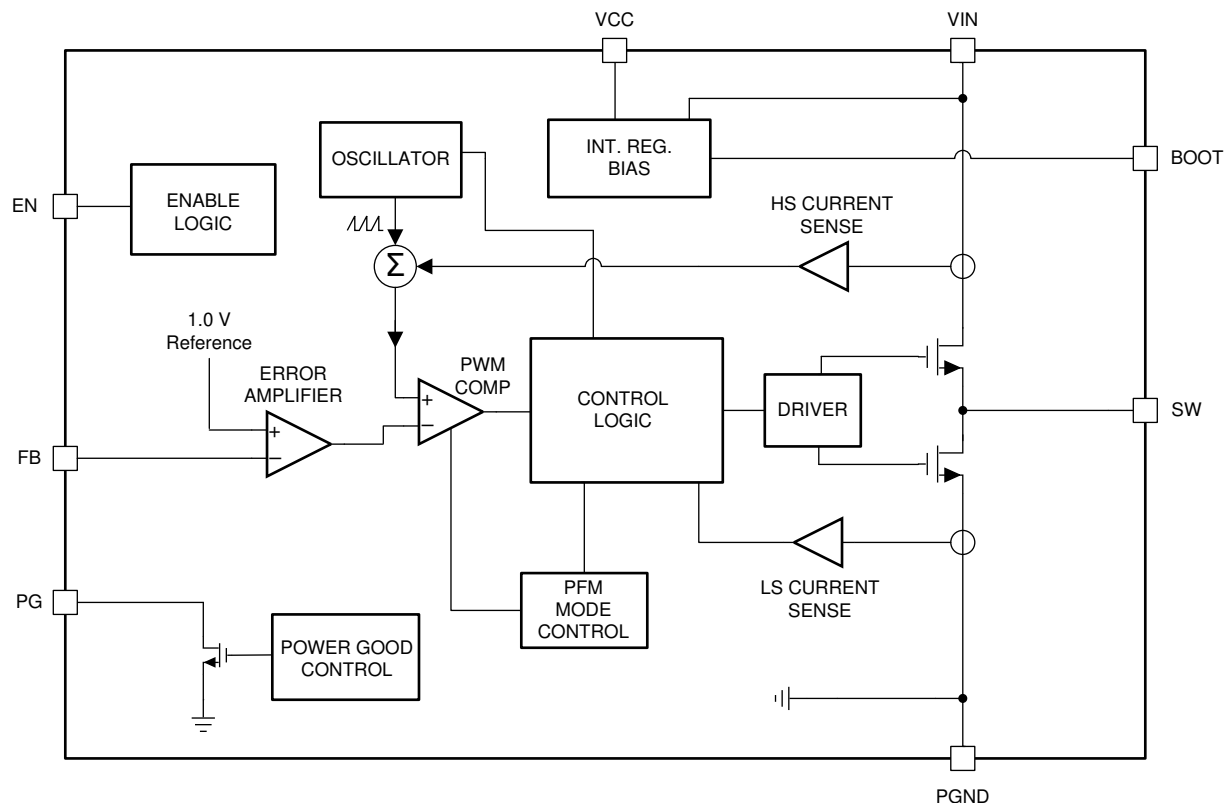 VCC
VIN
OSCILLATOR
INT. REG.
BIAS
BOOT
EN
ENABLE
LOGIC
HS CURRENT
SENSE
Σ
1.0 V
Reference
ERROR
AMPLIFIER
PWM
COMP
+
−
+
−
CONTROL
LOGIC
DRIVER
SW
FB
PG
PFM
MODE
CONTROL
LS CURRENT
SENSE
POWER GOOD
CONTROL
PGND